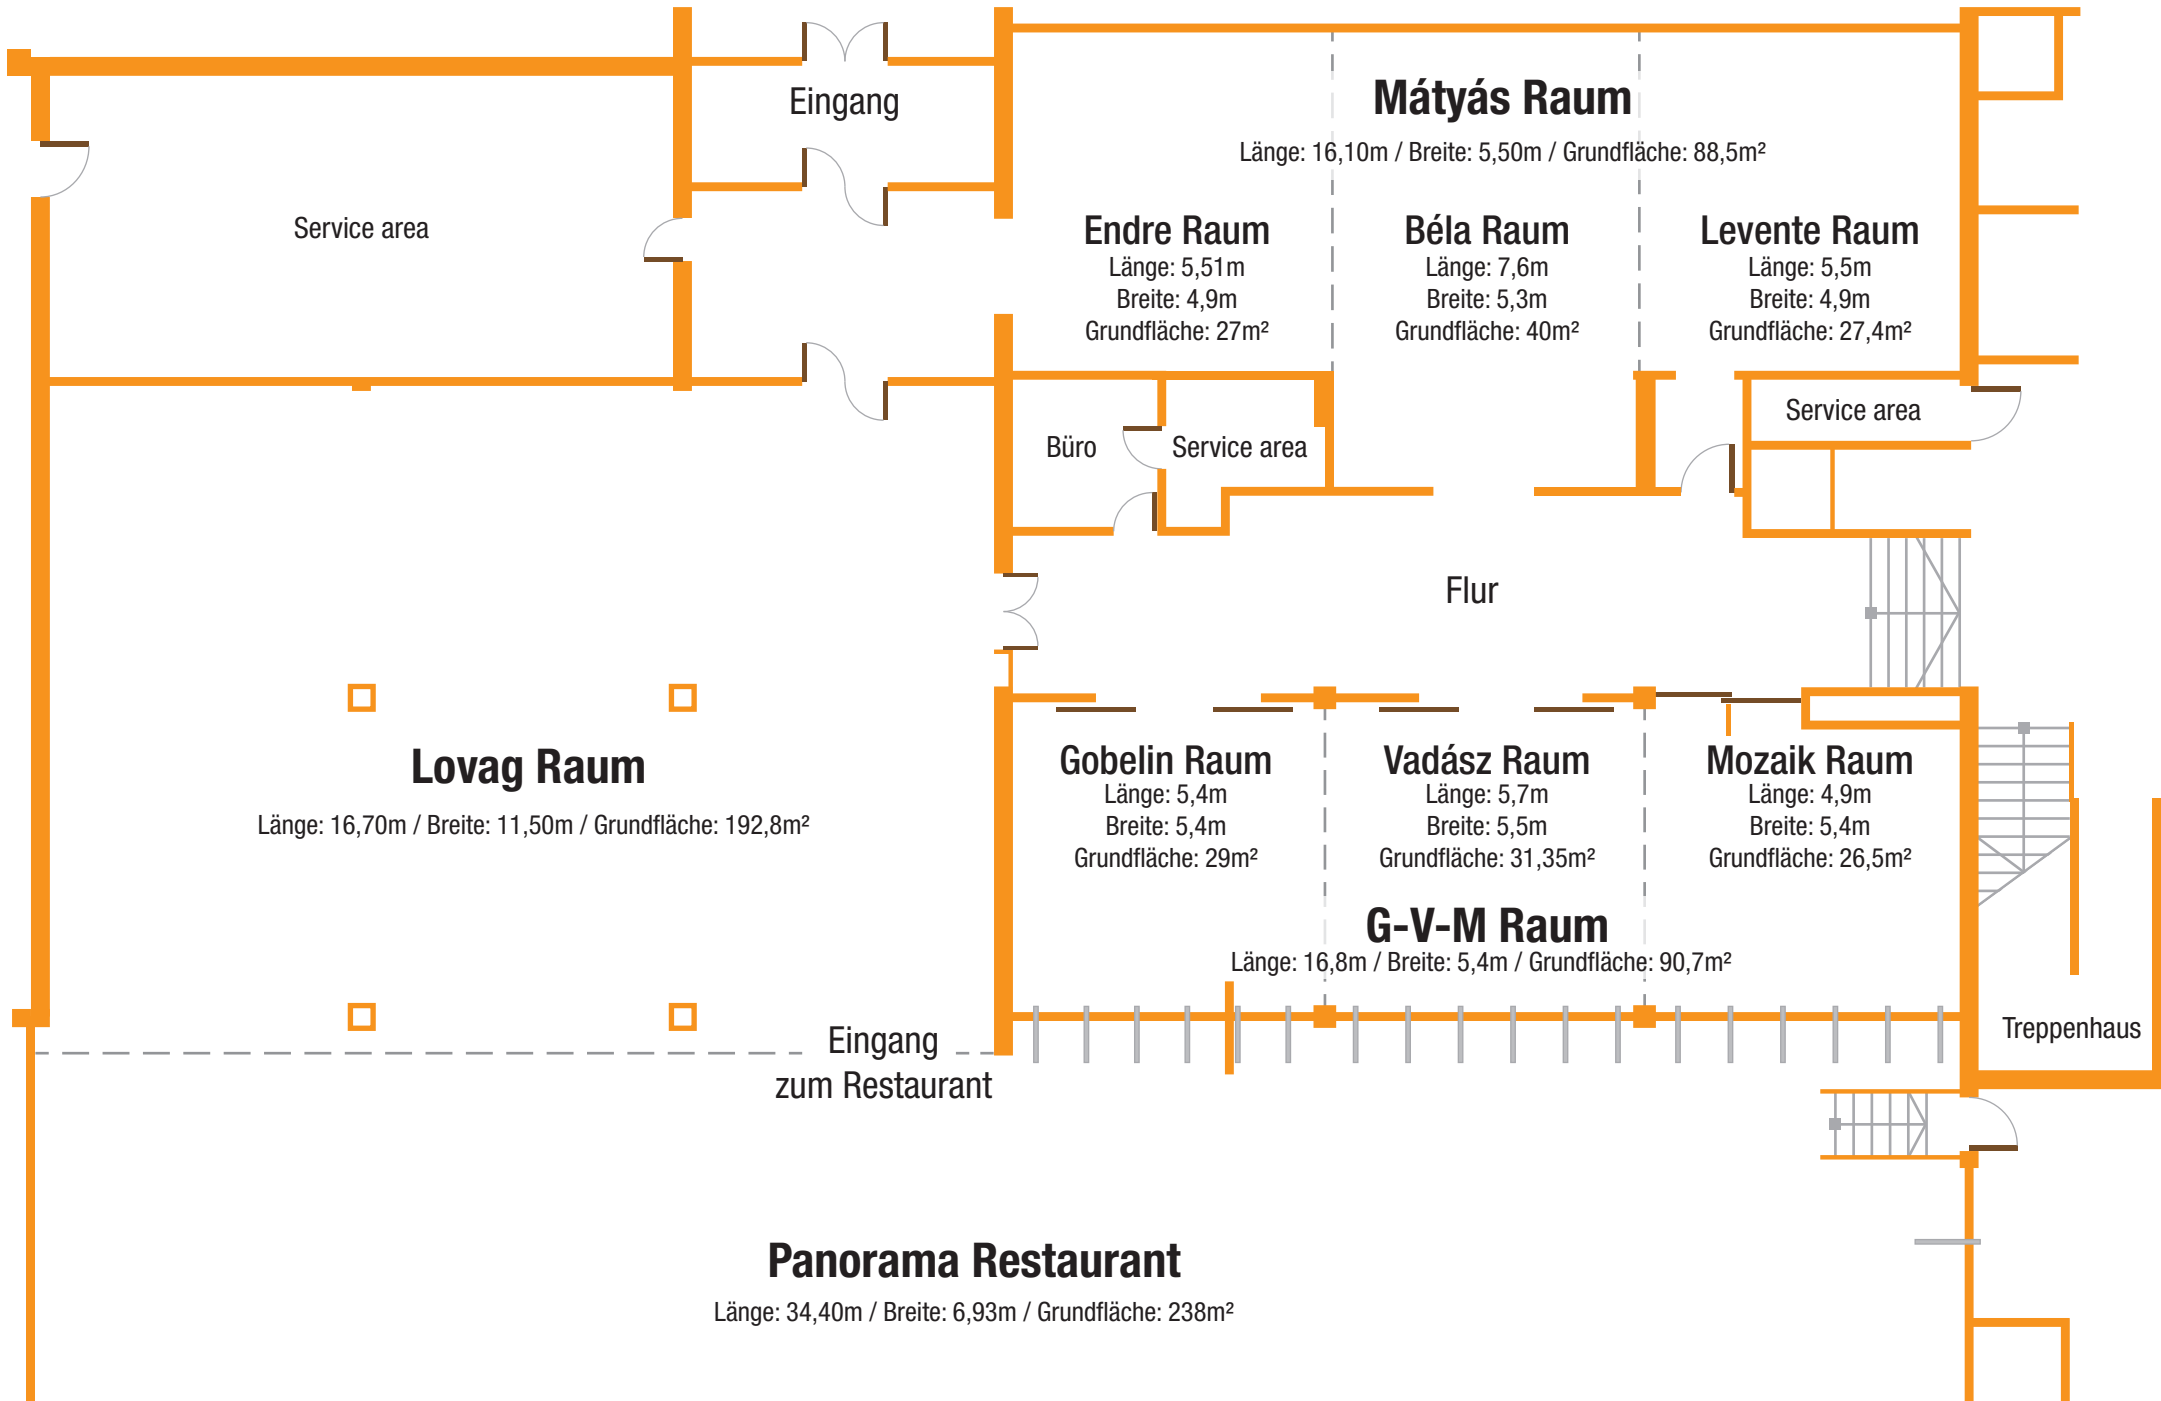 Eingang
Mátyás Raum
Länge: 16,10m / Breite: 5,50m / Grundfläche: 88,5m²
Service area
Endre Raum
Länge: 5,51m
Breite: 4,9m
Grundfläche: 27m²
Béla Raum
Länge: 7,6m
Breite: 5,3m
Grundfläche: 40m²
Levente Raum
Länge: 5,5m
Breite: 4,9m
Grundfläche: 27,4m²
Büro
Service area
Service area
Flur
Lovag Raum
Länge: 16,70m / Breite: 11,50m / Grundfläche: 192,8m²
Gobelin Raum
Länge: 5,4m
Breite: 5,4m
Grundfläche: 29m²
Vadász Raum
Länge: 5,7m
Breite: 5,5m
Grundfläche: 31,35m²
Mozaik Raum
Länge: 4,9m
Breite: 5,4m
Grundfläche: 26,5m²
G-V-M Raum
Länge: 16,8m / Breite: 5,4m / Grundfläche: 90,7m²
Treppenhaus
Eingang
zum Restaurant
Panorama Restaurant
Länge: 34,40m / Breite: 6,93m / Grundfläche: 238m²